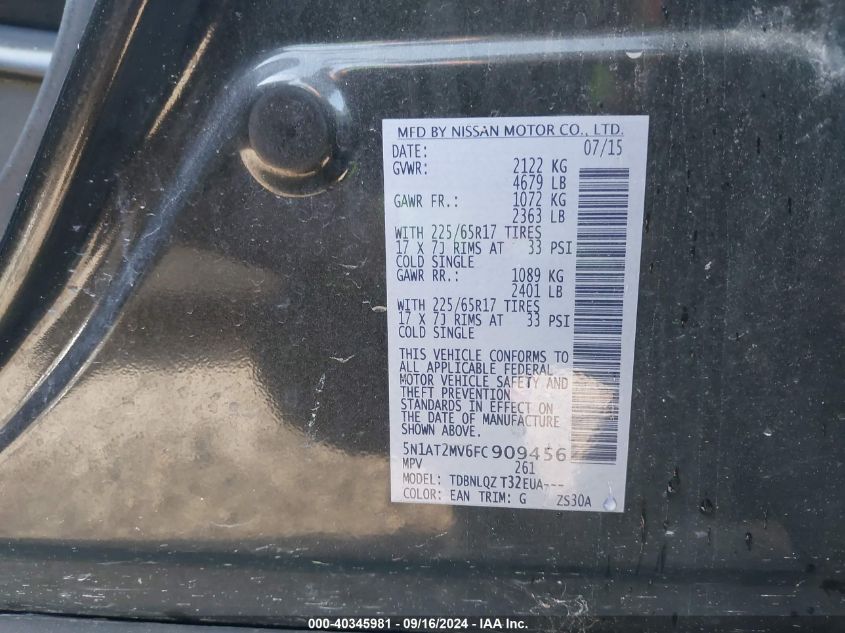 MFD BY NISSAN MOTOR CO., LTD.
DATE: 07/15
GVWR: 2122 KG
4679 LB
GAWR FR.: 1072 KG
2363 LB
WITH 225/65R17 TIRES
17 X 7J RIMS AT 33 PSI
COLD SINGLE
GAWR RR.: 1089 KG
2401 LB
WITH 225/65R17 TIRES
17 X 7J RIMS AT 33 PSI
COLD SINGLE
THIS VEHICLE CONFORMS TO
ALL APPLICABLE FEDERAL
MOTOR VEHICLE SAFETY AND
THEFT PREVENTION
STANDARDS IN EFFECT ON
THE DATE OF MANUFACTURE
SHOWN ABOVE.
5N1AT2MV6FC909456
MPV 261
MODEL: TDBNLQZ T32EUA---
COLOR: EAN TRIM: G ZS30A
000-40345981 - 09/16/2024 - IAA Inc.